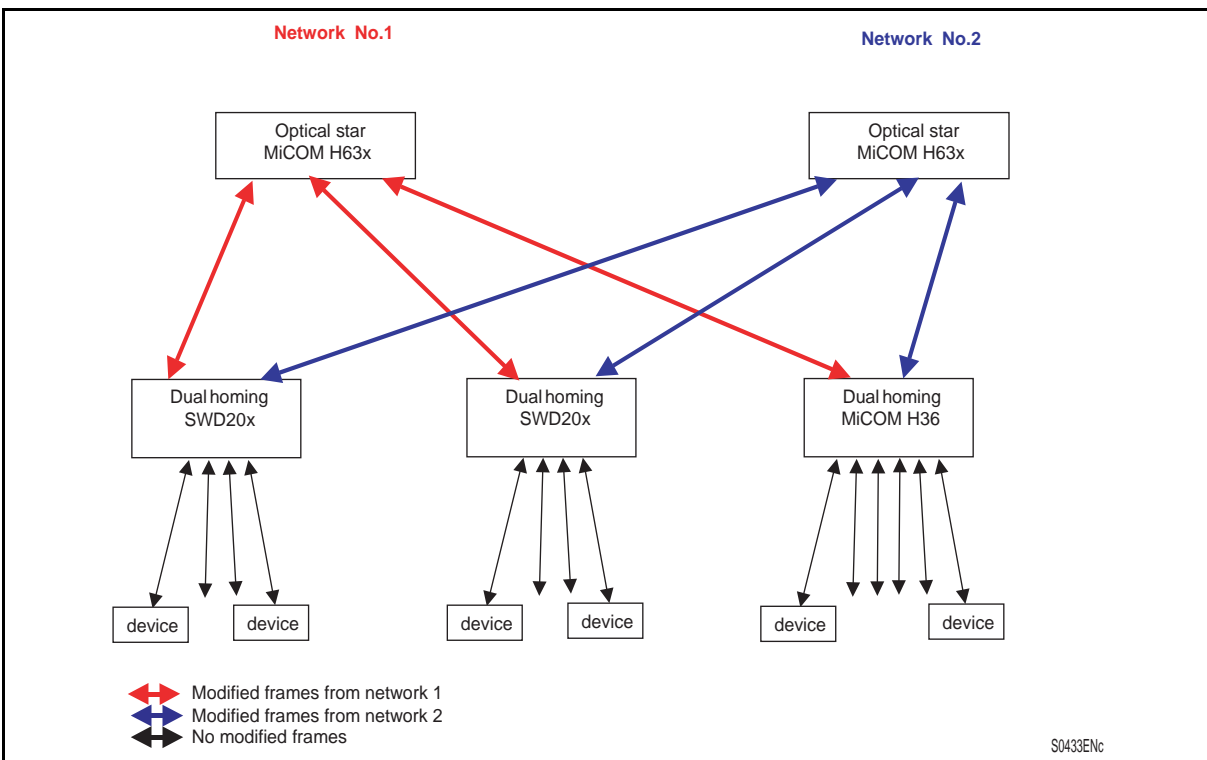 Network No.1
Network No.2
Optical star
MiCOM H63x
Optical star
MiCOM H63x
Dual homing
SWD20x
Dual homing
SWD20x
Dual homing
MiCOM H36
device
device
device
device
device
device
Modified frames from network 1
Modified frames from network 2
No modified frames
S0433ENc